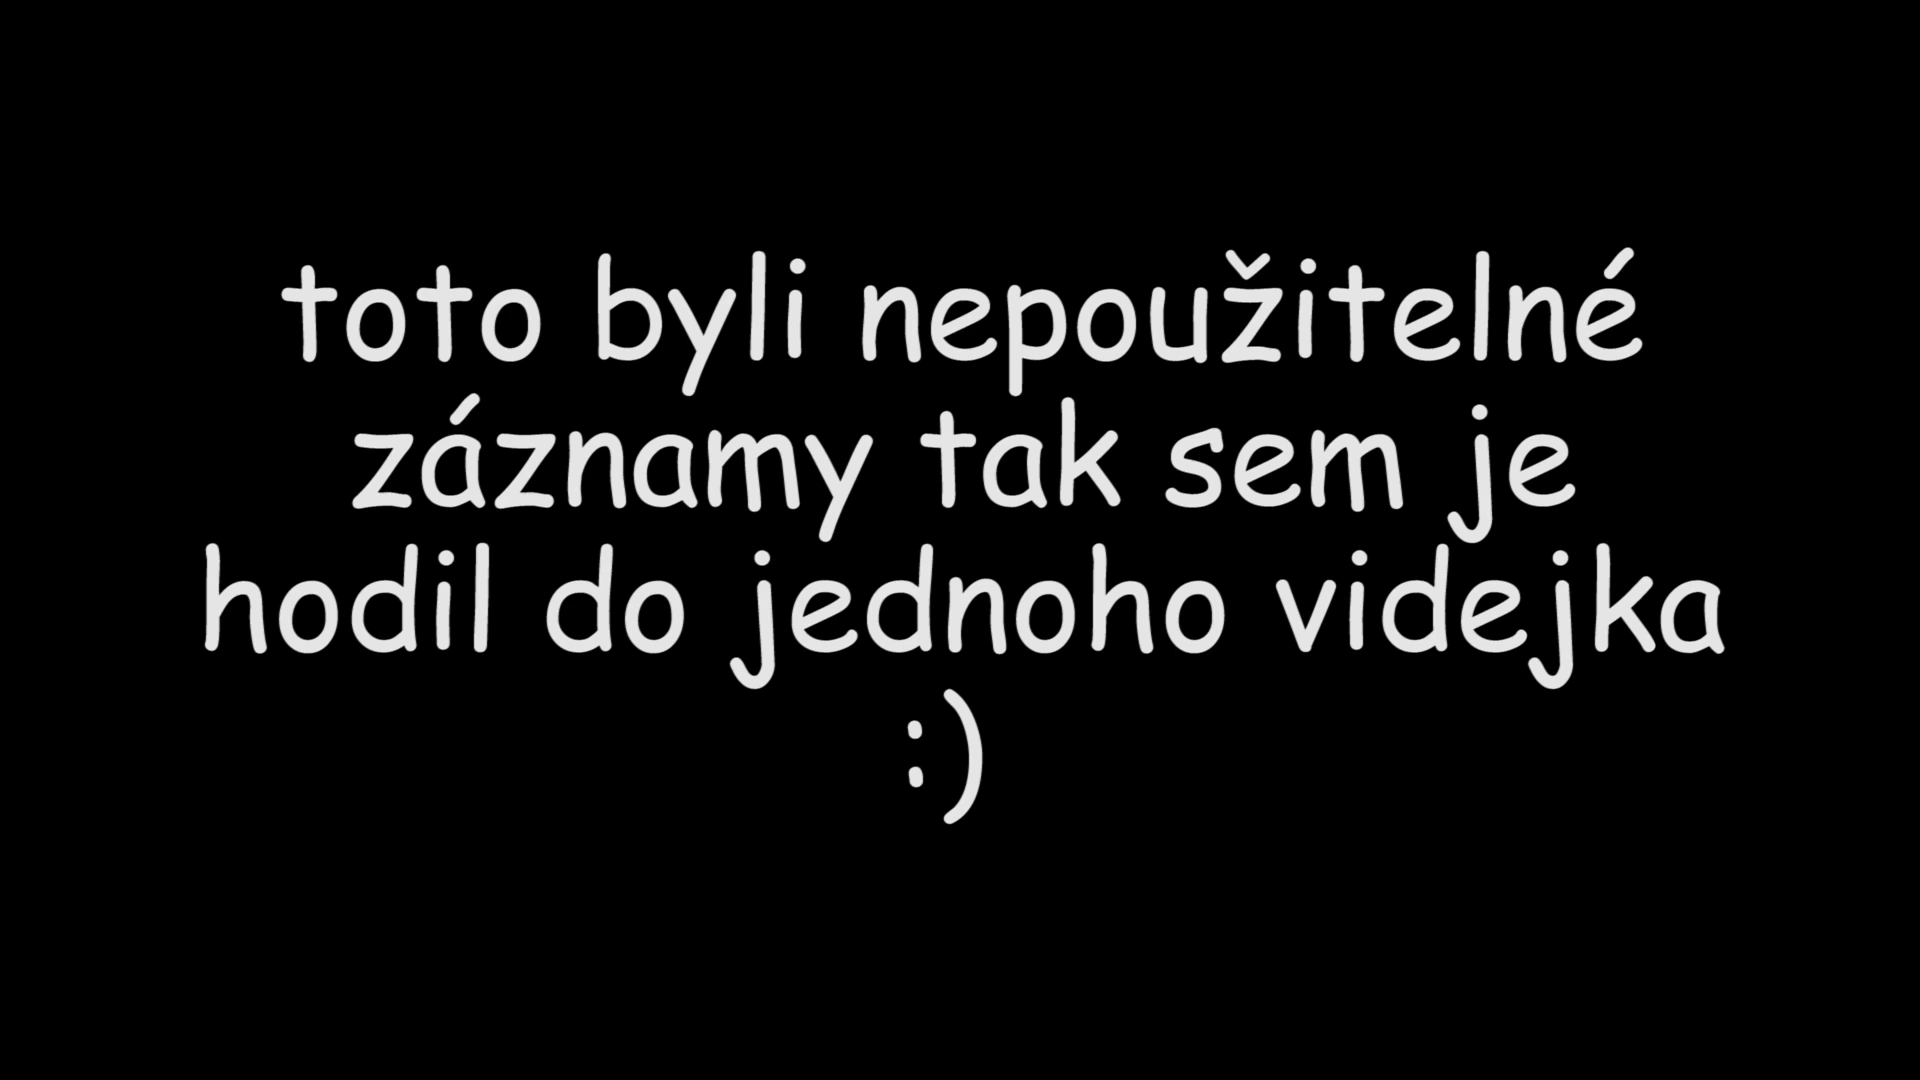 toto byli nepoužitelné
záznamy tak sem je
hodil do jednoho videjka
:)